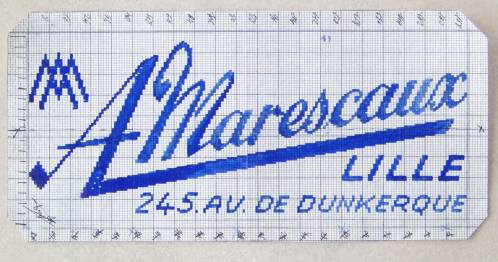 A Marescaux
LILLE
245. AV. DE DUNKERQUE